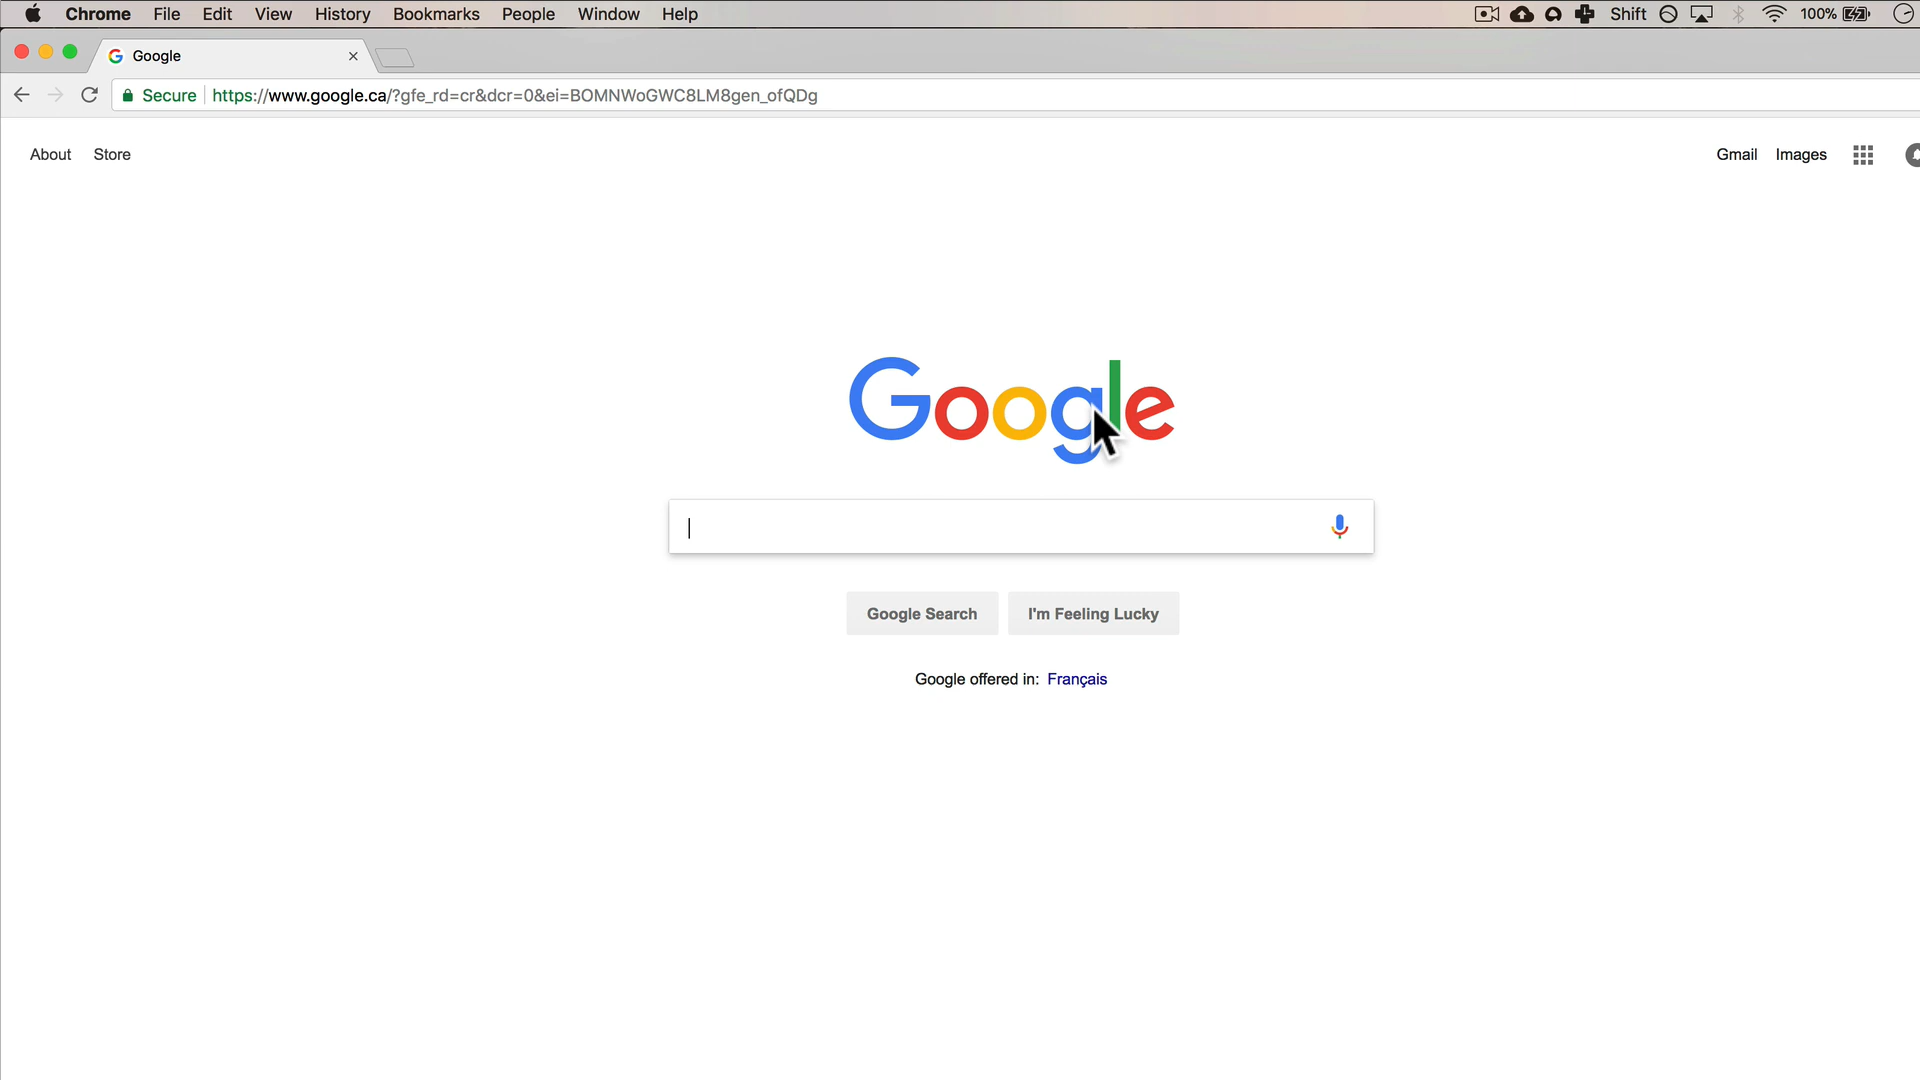 Chrome File Edit View History Bookmarks People Window Help Shift 100%
Google
Secure https://www.google.ca/?gfe_rd=cr&dcr=0&ei=BOMNWoGWC8LM8gen_ofQDg
About Store Gmail Images
Google
Google Search I'm Feeling Lucky
Google offered in: Français